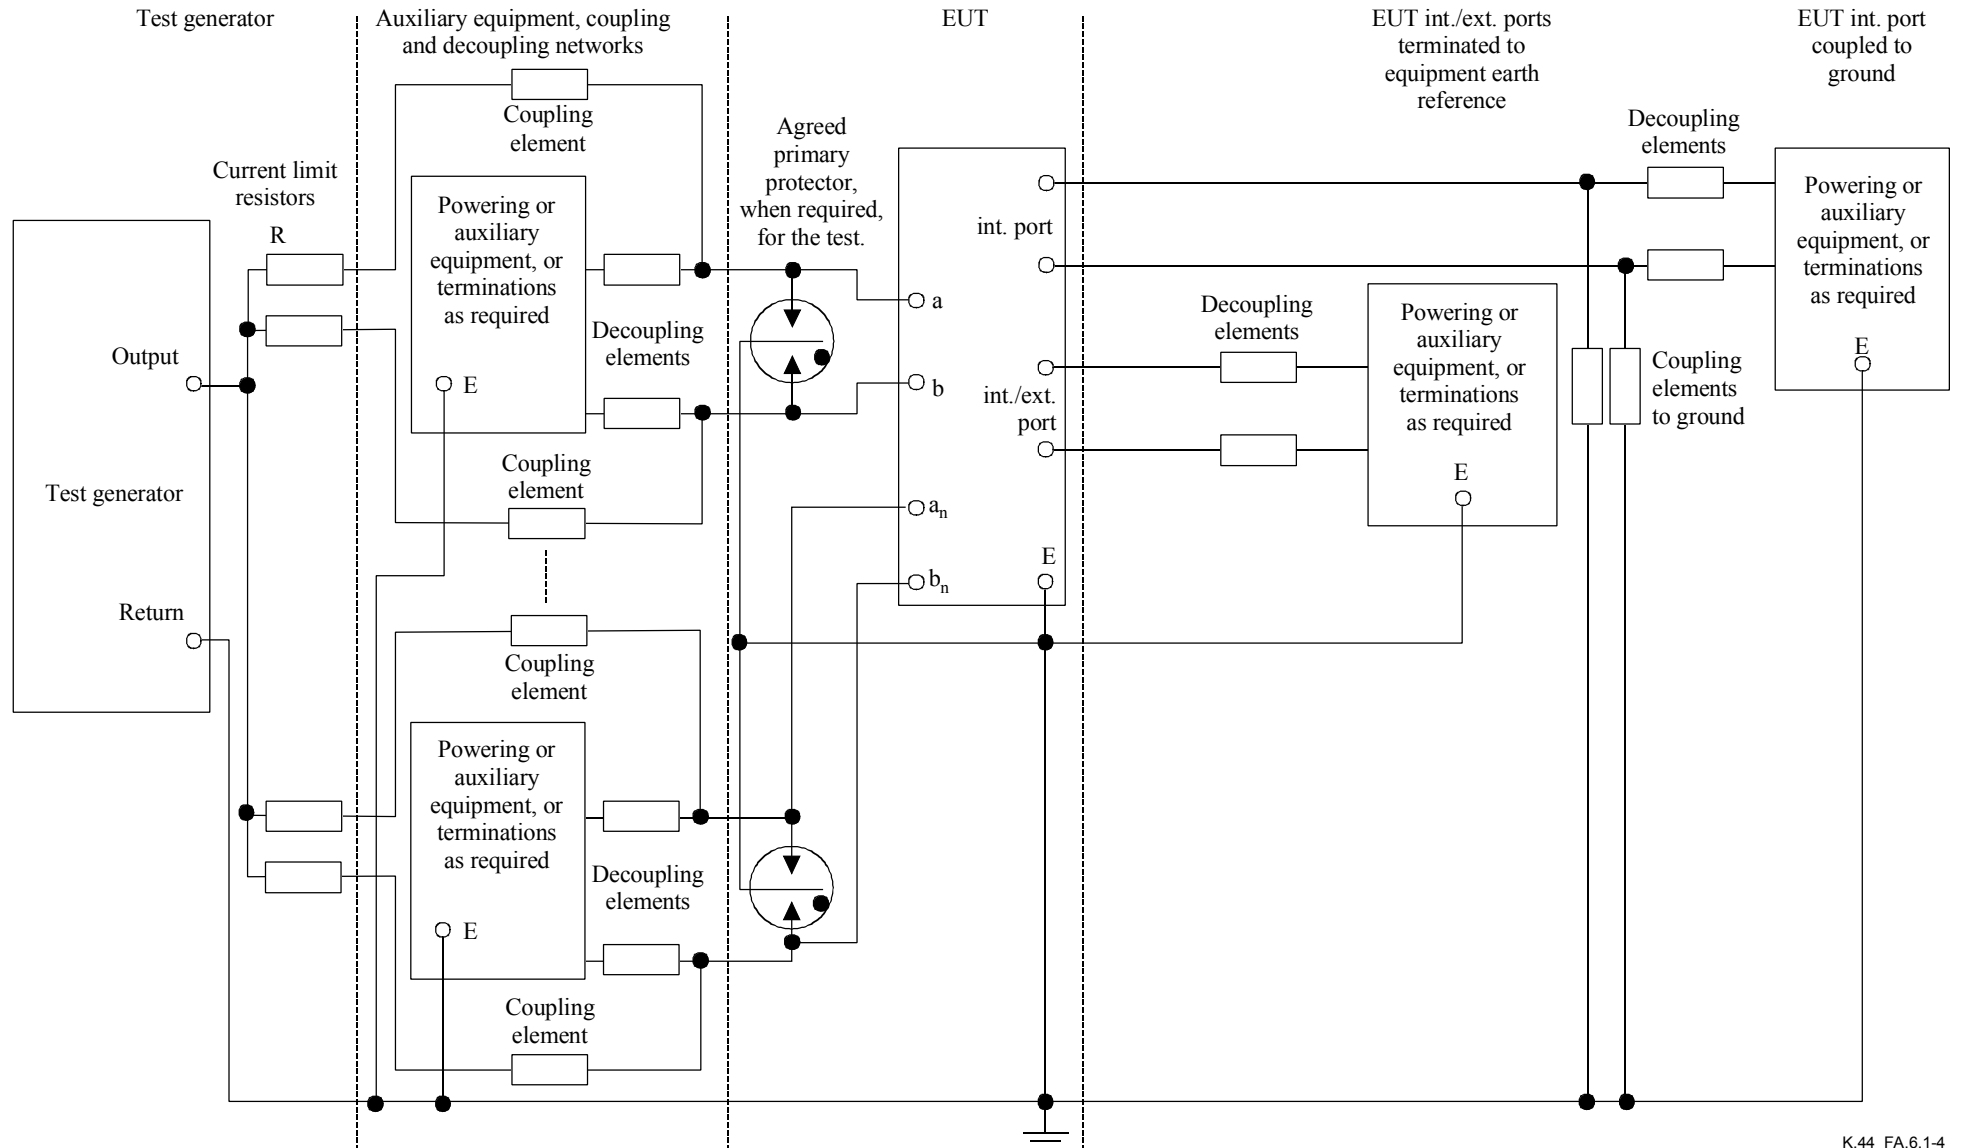 Test generator
Auxiliary equipment, coupling
and decoupling networks
EUT
EUT int./ext. ports
terminated to
equipment earth
reference
EUT int. port
coupled to
ground
Coupling
element
Current limit
resistors
R
Powering or
auxiliary
equipment, or
terminations
as required
Decoupling
elements
E
Coupling
element
Agreed
primary
protector,
when required,
for the test.
a
b
an
bn
int. port
int./ext.
port
E
Decoupling
elements
Powering or
auxiliary
equipment, or
terminations
as required
E
Decoupling
elements
Powering or
auxiliary
equipment, or
terminations
as required
E
Coupling
elements
to ground
Output
Test generator
Return
Coupling
element
Powering or
auxiliary
equipment, or
terminations
as required
Decoupling
elements
E
Coupling
element
K.44_FA.6.1-4